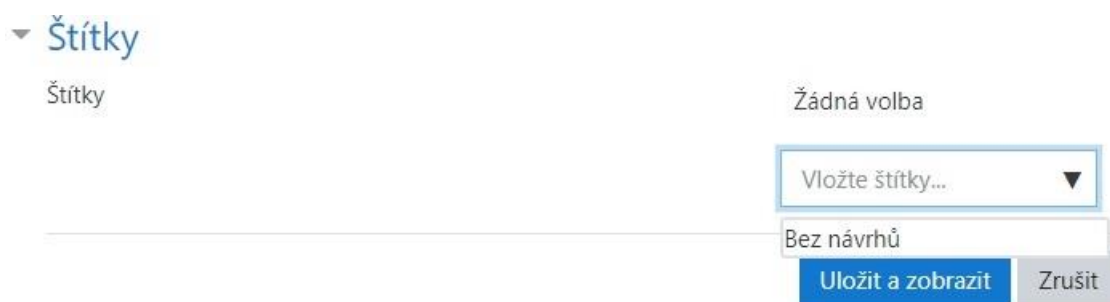 Štítky
Štítky
Žádná volba
Vložte štítky...
Bez návrhů
Uložit a zobrazit
Zrušit